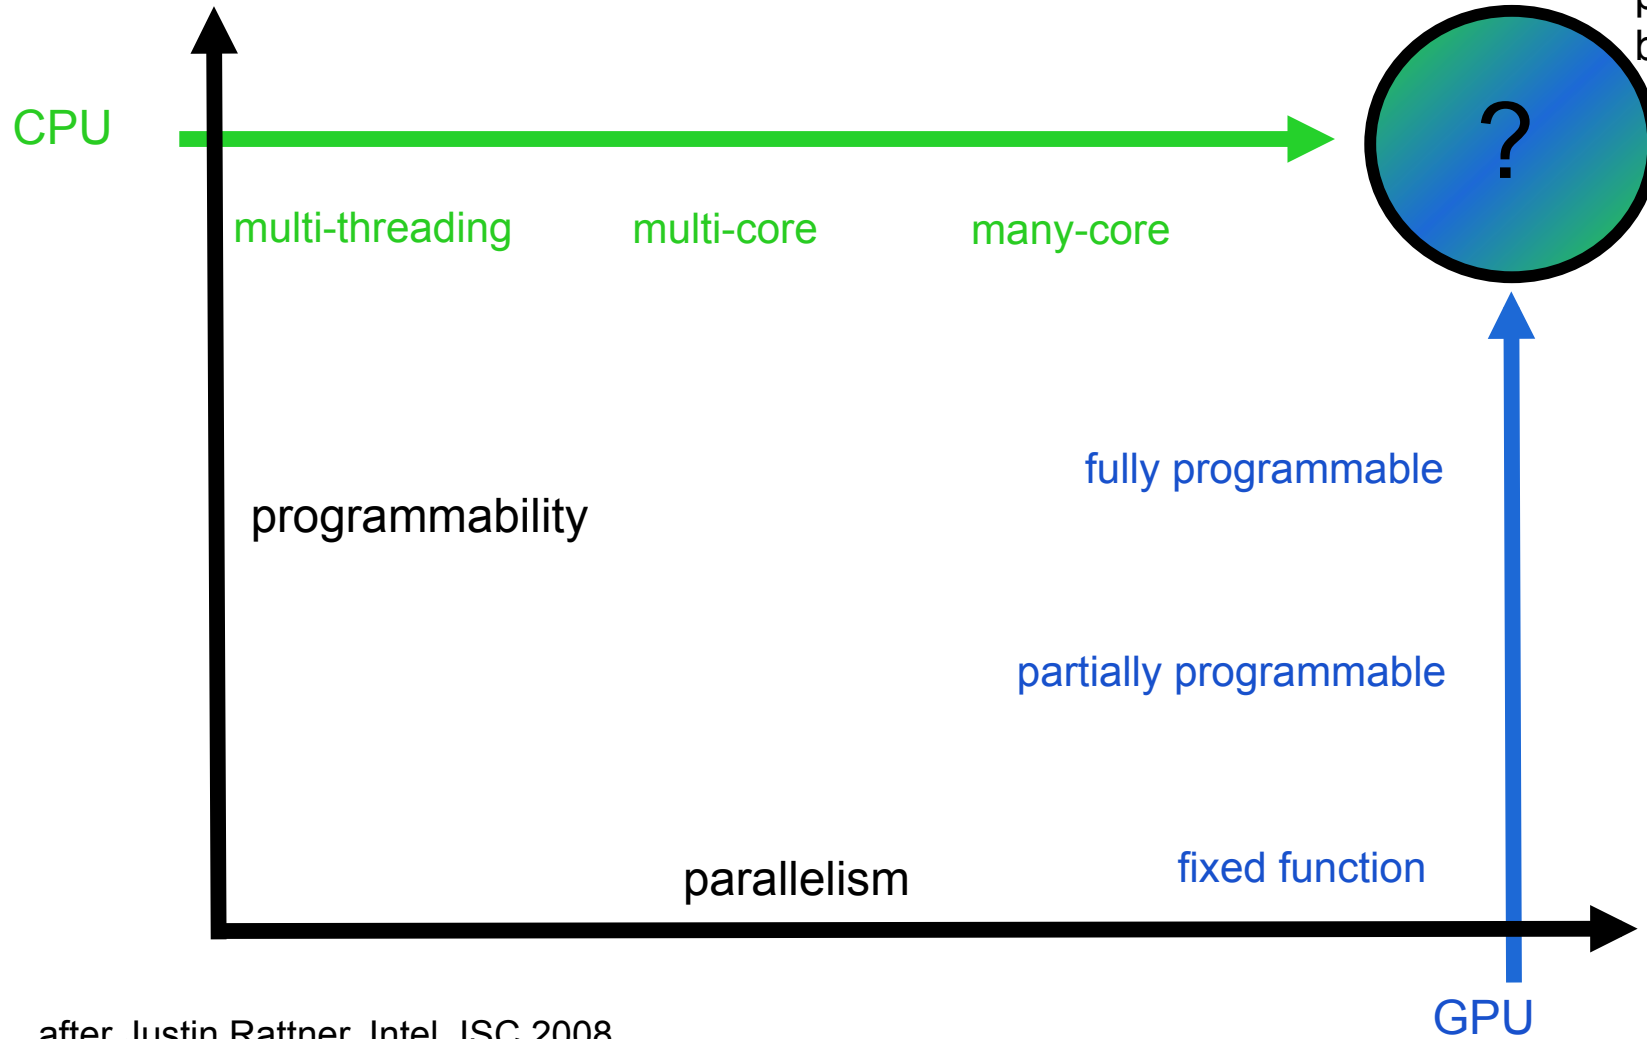 CPU
?
multi-threading
multi-core
many-core
fully programmable
programmability
partially programmable
parallelism
fixed function
GPU
after Justin Rattner, Intel, ISC 2008